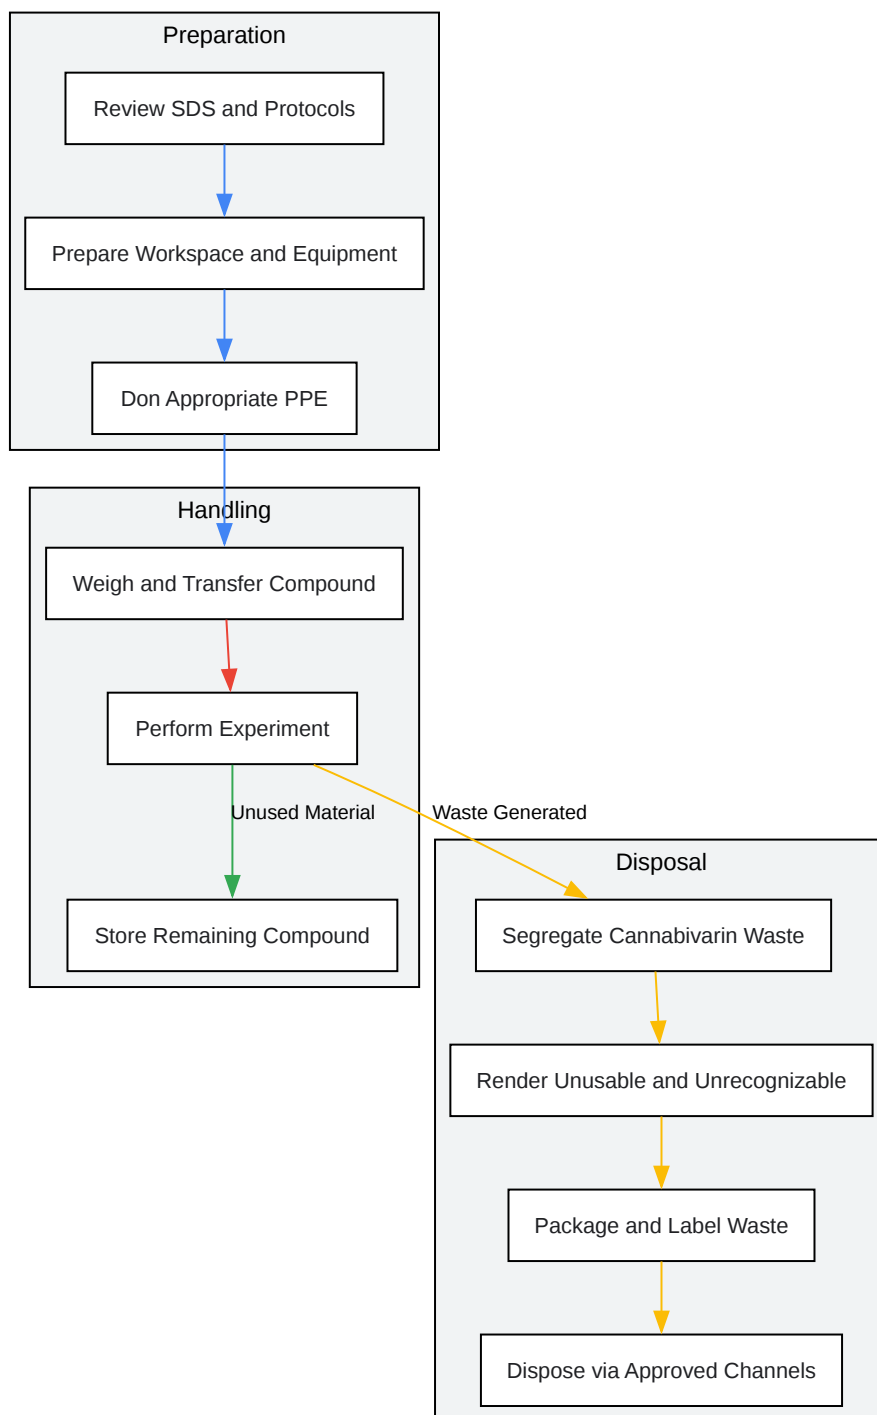 Preparation
Review SDS and Protocols
Prepare Workspace and Equipment
Don Appropriate PPE
Handling
Weigh and Transfer Compound
Perform Experiment
Unused Material
Waste Generated
Store Remaining Compound
Disposal
Segregate Cannabivarin Waste
Render Unusable and Unrecognizable
Package and Label Waste
Dispose via Approved Channels